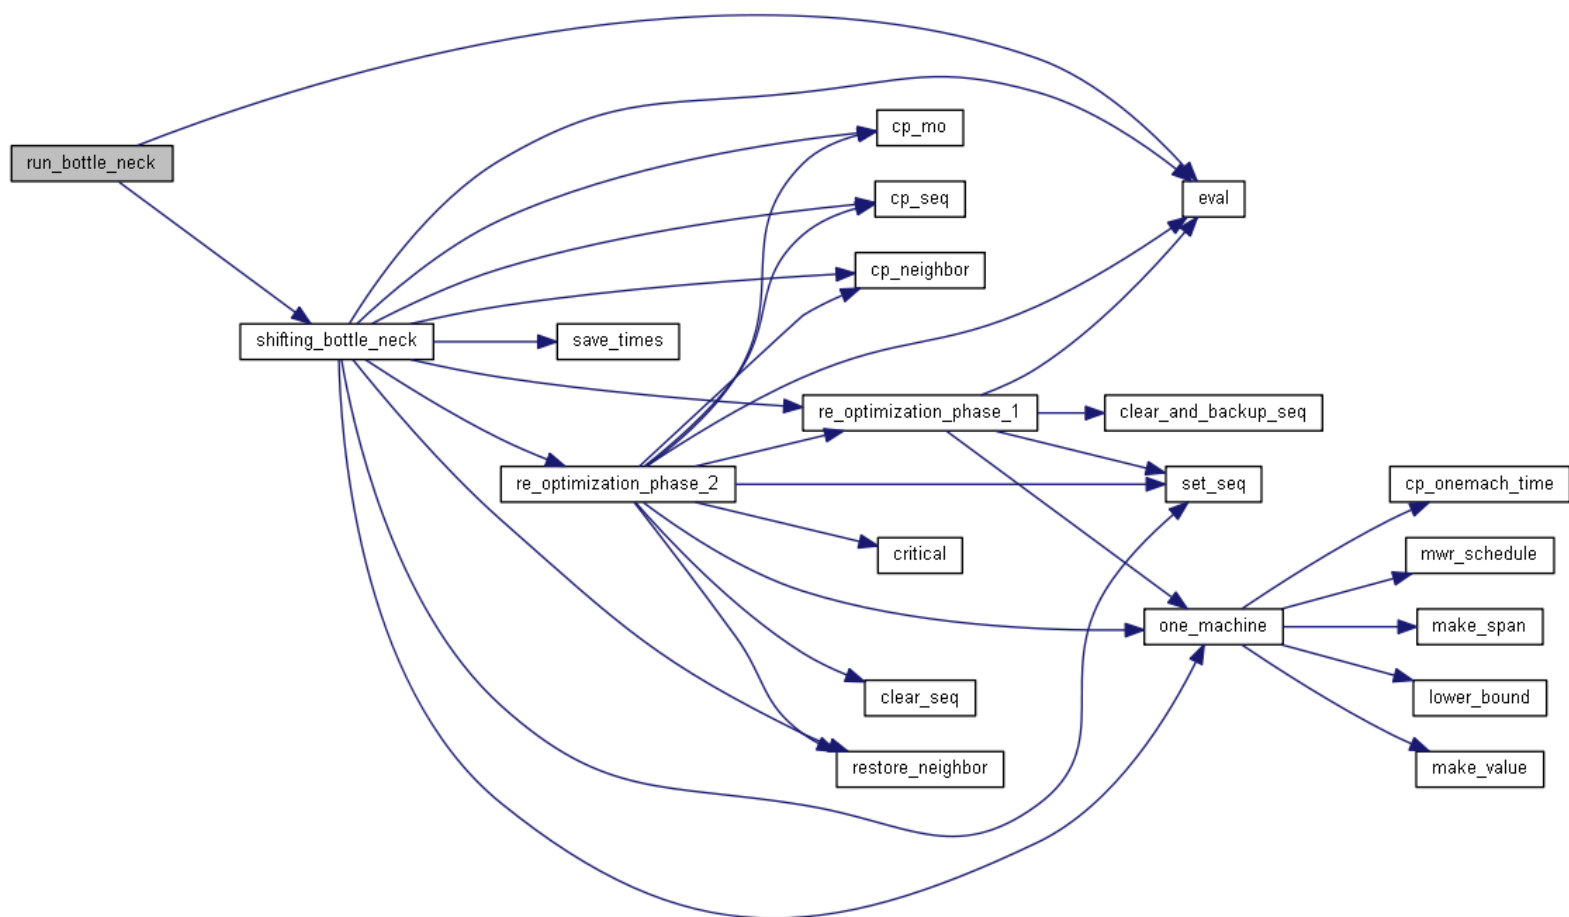 run_bottle_neck
cp_mo
cp_seq
eval
cp_neighbor
shifting_bottle_neck
save_times
re_optimization_phase_1
clear_and_backup_seq
re_optimization_phase_2
set_seq
cp_onemach_time
critical
mwr_schedule
one_machine
make_span
clear_seq
lower_bound
restore_neighbor
make_value